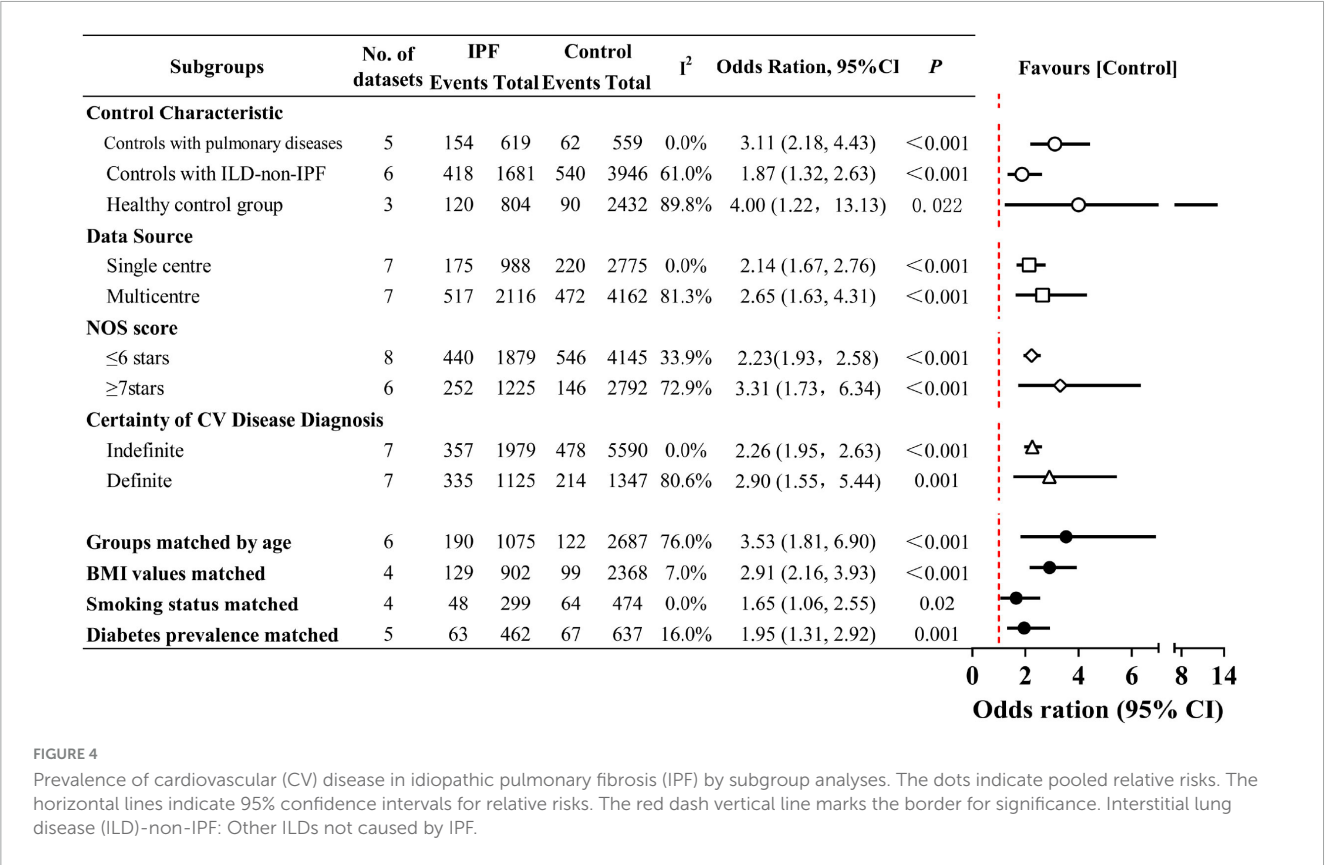 Subgroups No. of datasets IPF Events Total Control Events Total I² Odds Ration, 95%CI P Favours [Control]
Control Characteristic
Controls with pulmonary diseases 5 154 619 62 559 0.0% 3.11 (2.18, 4.43) <0.001
Controls with ILD-non-IPF 6 418 1681 540 3946 61.0% 1.87 (1.32, 2.63) <0.001
Healthy control group 3 120 804 90 2432 89.8% 4.00 (1.22, 13.13) 0.022
Data Source
Single centre 7 175 988 220 2775 0.0% 2.14 (1.67, 2.76) <0.001
Multicentre 7 517 2116 472 4162 81.3% 2.65 (1.63, 4.31) <0.001
NOS score
≤6 stars 8 440 1879 546 4145 33.9% 2.23(1.93, 2.58) <0.001
≥7stars 6 252 1225 146 2792 72.9% 3.31 (1.73, 6.34) <0.001
Certainty of CV Disease Diagnosis
Indefinite 7 357 1979 478 5590 0.0% 2.26 (1.95, 2.63) <0.001
Definite 7 335 1125 214 1347 80.6% 2.90 (1.55, 5.44) 0.001
Groups matched by age 6 190 1075 122 2687 76.0% 3.53 (1.81, 6.90) <0.001
BMI values matched 4 129 902 99 2368 7.0% 2.91 (2.16, 3.93) <0.001
Smoking status matched 4 48 299 64 474 0.0% 1.65 (1.06, 2.55) 0.02
Diabetes prevalence matched 5 63 462 67 637 16.0% 1.95 (1.31, 2.92) 0.001
0 2 4 6 8 14
Odds ration (95% CI)
FIGURE 4
Prevalence of cardiovascular (CV) disease in idiopathic pulmonary fibrosis (IPF) by subgroup analyses. The dots indicate pooled relative risks. The
horizontal lines indicate 95% confidence intervals for relative risks. The red dash vertical line marks the border for significance. Interstitial lung
disease (ILD)-non-IPF: Other ILDs not caused by IPF.